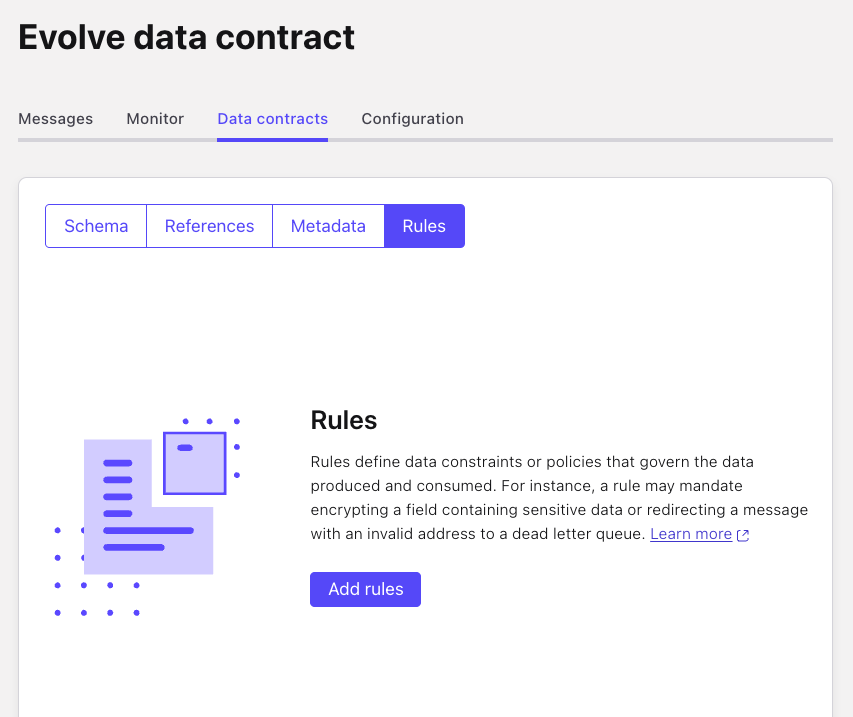 Evolve data contract
Messages Monitor Data contracts Configuration
Schema References Metadata Rules
Rules
Rules define data constraints or policies that govern the data
produced and consumed. For instance, a rule may mandate
encrypting a field containing sensitive data or redirecting a message
with an invalid address to a dead letter queue. Learn more
Add rules